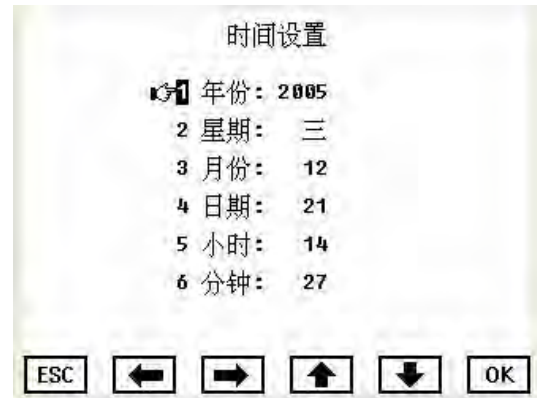 时间设置
1 年份: 2005
2 星期: 三
3 月份: 12
4 日期: 21
5 小时: 14
6 分钟: 27
ESC OK